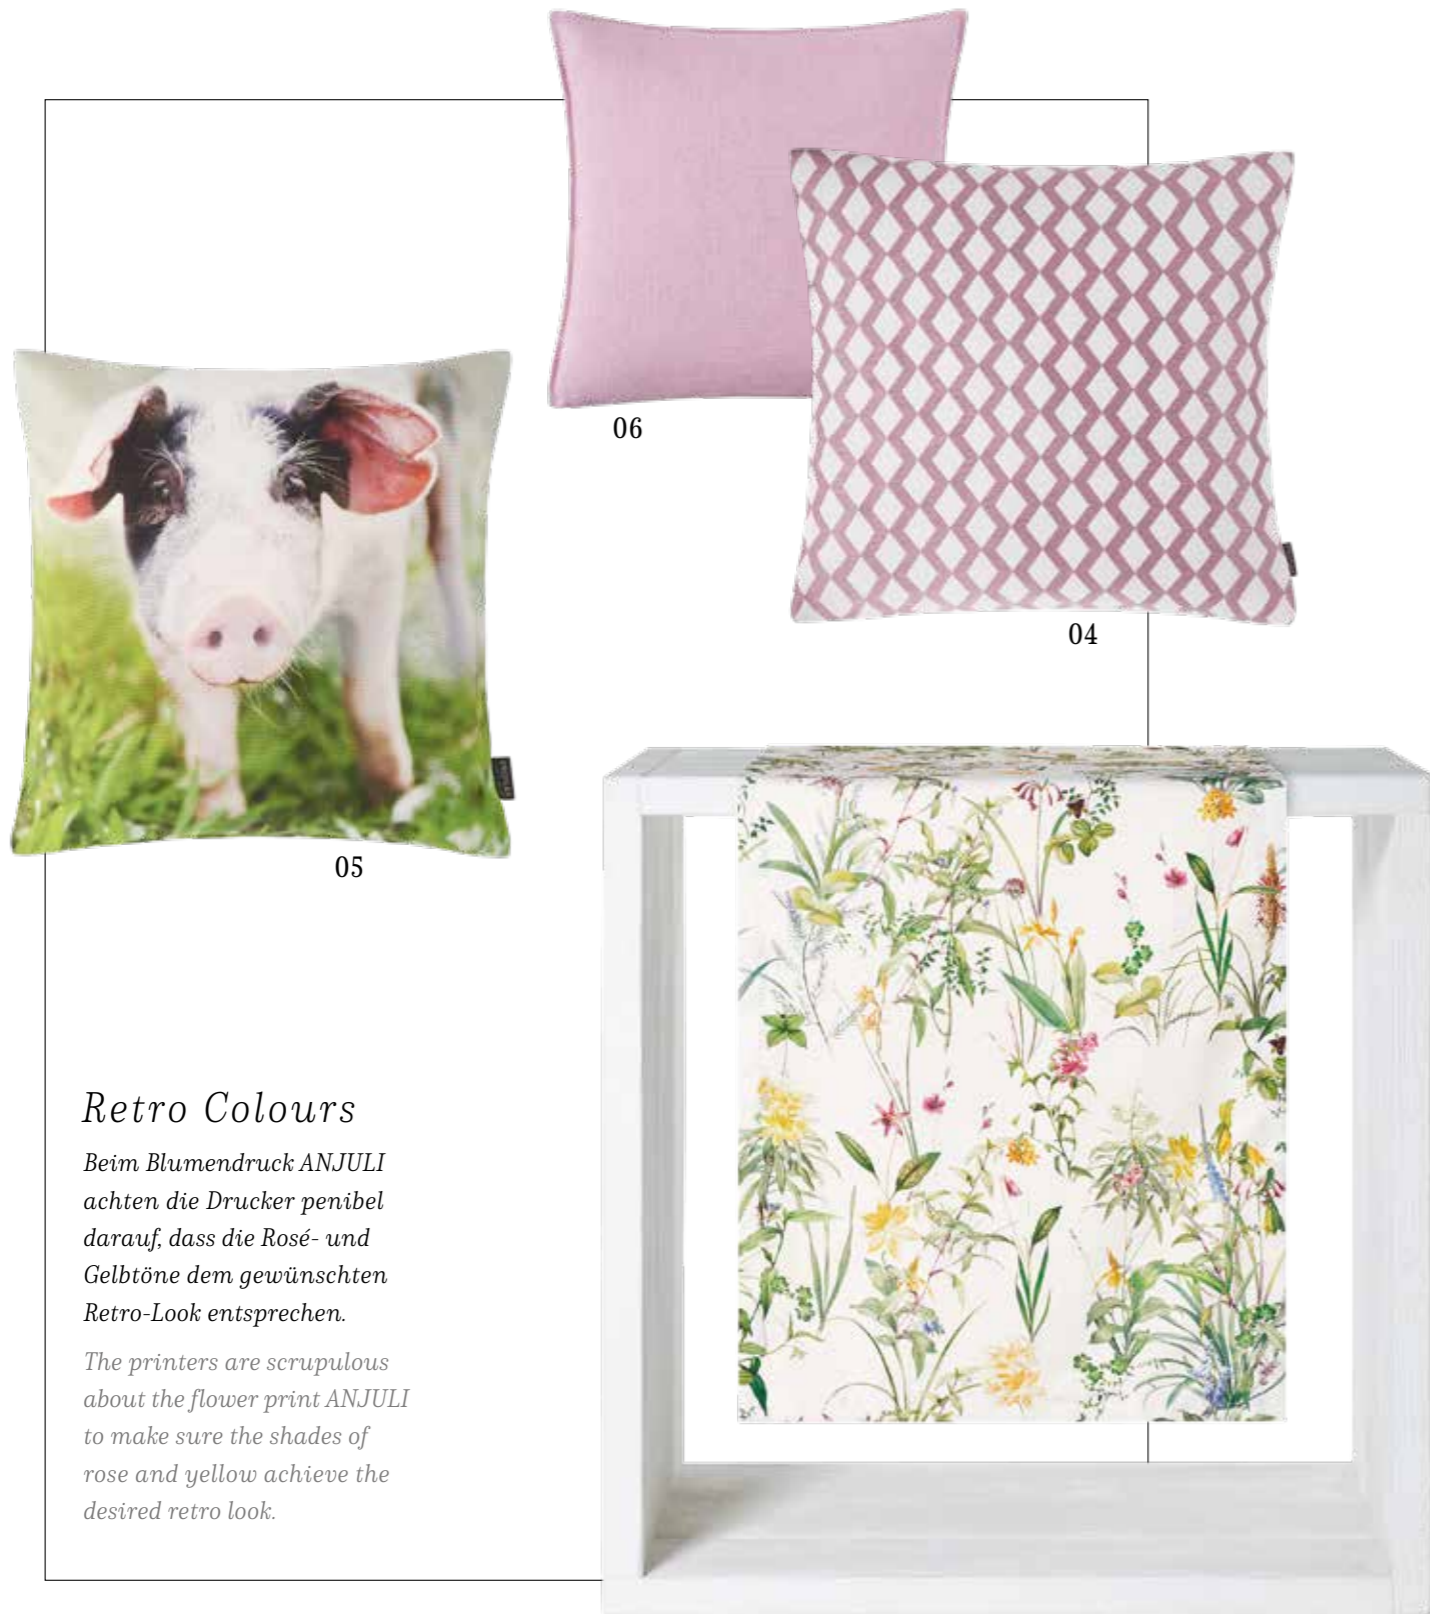 06
04
05
Retro Colours
Beim Blumendruck ANJULI
achten die Drucker penibel
darauf, dass die Rosé- und
Gelbtöne dem gewünschten
Retro-Look entsprechen.
The printers are scrupulous
about the flower print ANJULI
to make sure the shades of
rose and yellow achieve the
desired retro look.